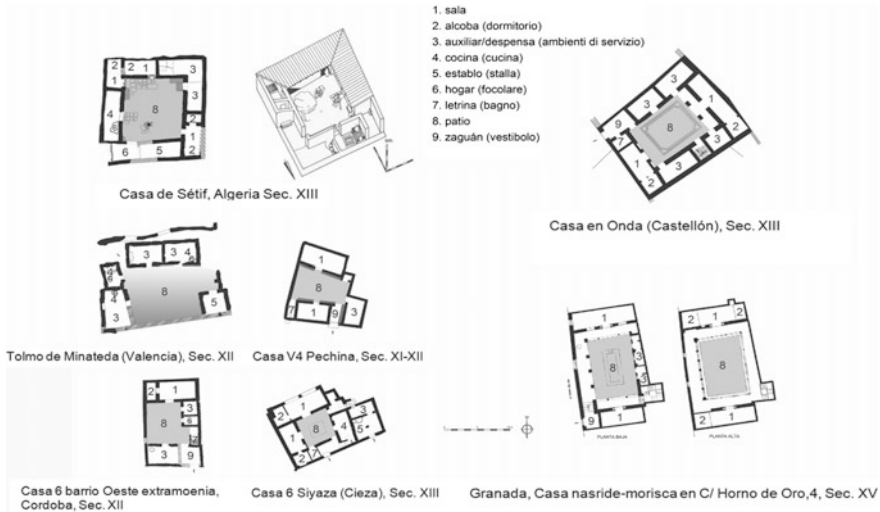 1. sala
2. alcoba (dormitorio)
3. auxiliar/despensa (ambienti di servizio)
4. cocina (cucina)
5. establo (stalla)
6. hogar (focolare)
7. letrina (bagno)
8. patio
9. zaguán (vestibolo)
Casa de Sétif, Algeria Sec. XIII
Casa en Onda (Castellón), Sec. XIII
Tolmo de Minateda (Valencia), Sec. XII
Casa V4 Pechina, Sec. XI-XII
PLANTA BAJA
PLANTA ALTA
Casa 6 barrio Oeste extramoenia,
Cordoba, Sec. XII
Casa 6 Siyaza (Cieza), Sec. XIII
Granada, Casa nasride-morisca en C/ Horno de Oro,4, Sec. XV